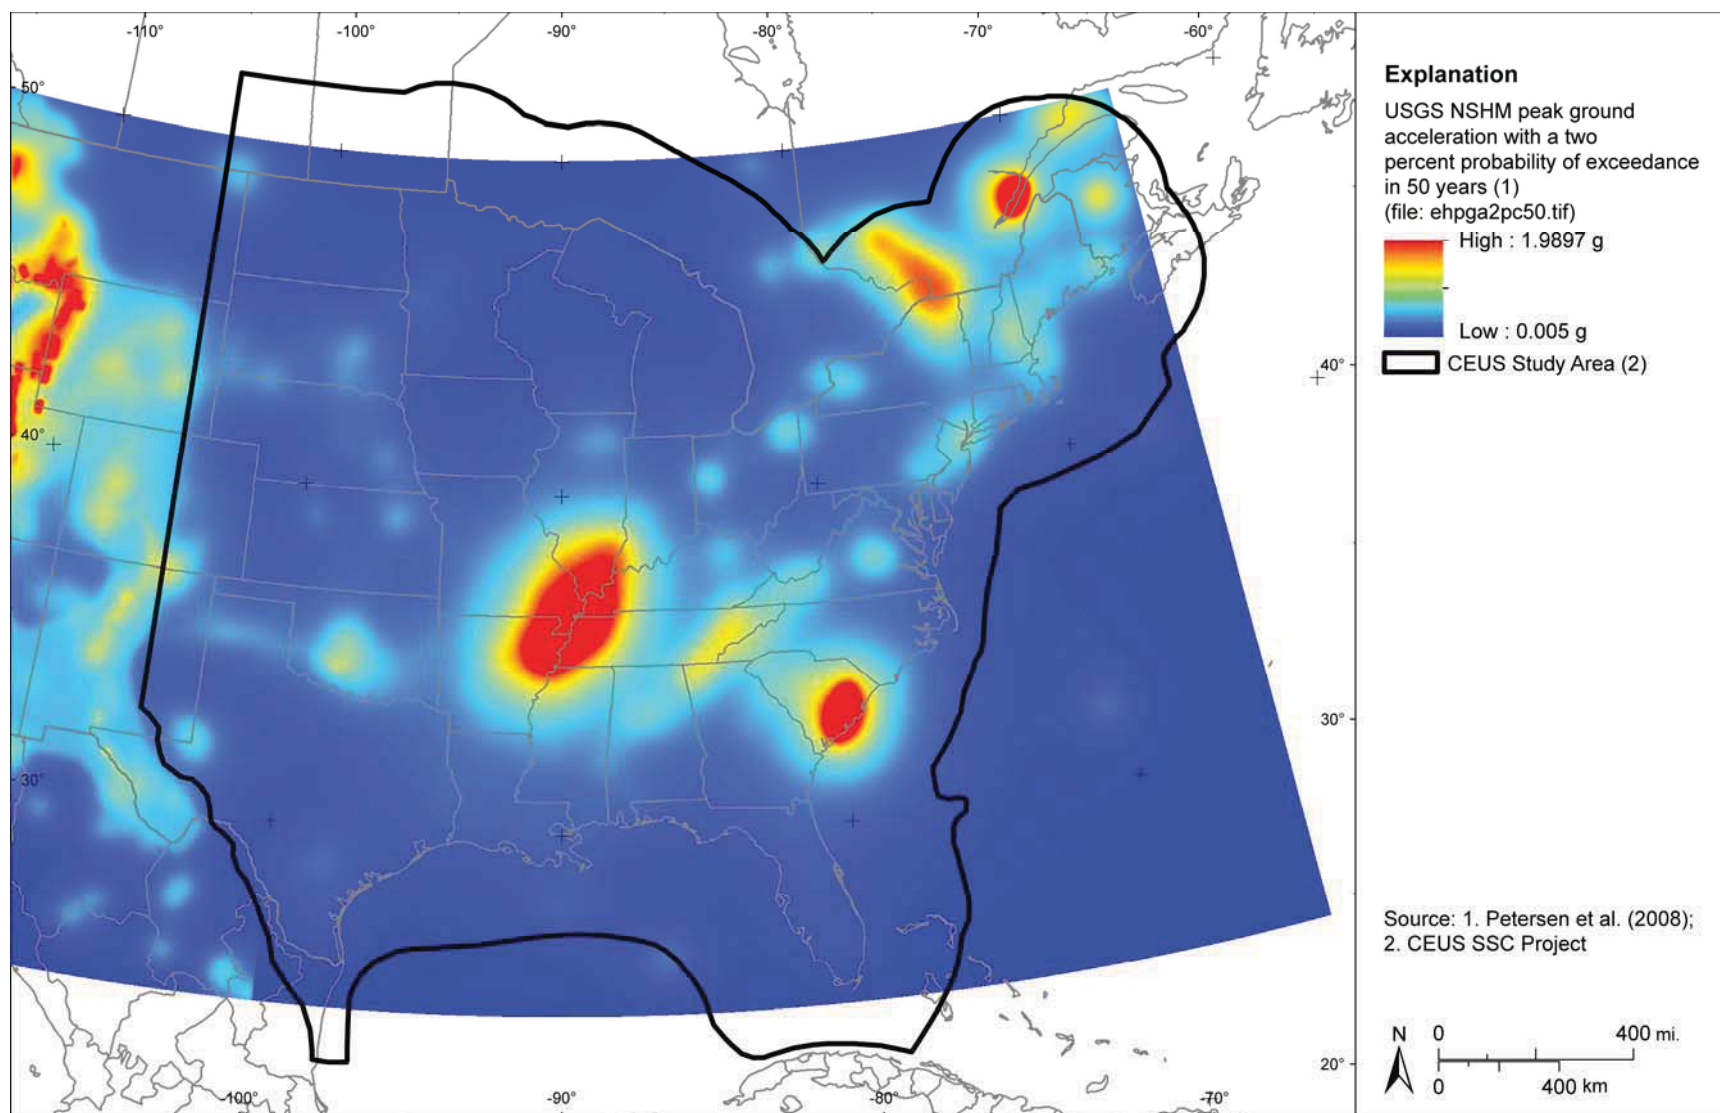 -110°
-100°
-90°
-80°
-70°
-60°
50°
40°
40°
30°
30°
20°
-100°
-90°
-80°
-70°
Explanation
USGS NSHM peak ground
acceleration with a two
percent probability of exceedance
in 50 years (1)
(file: ehpga2pc50.tif)
High : 1.9897 g
Low : 0.005 g
CEUS Study Area (2)
Source: 1. Petersen et al. (2008);
2. CEUS SSC Project
N
0 400 mi.
0 400 km